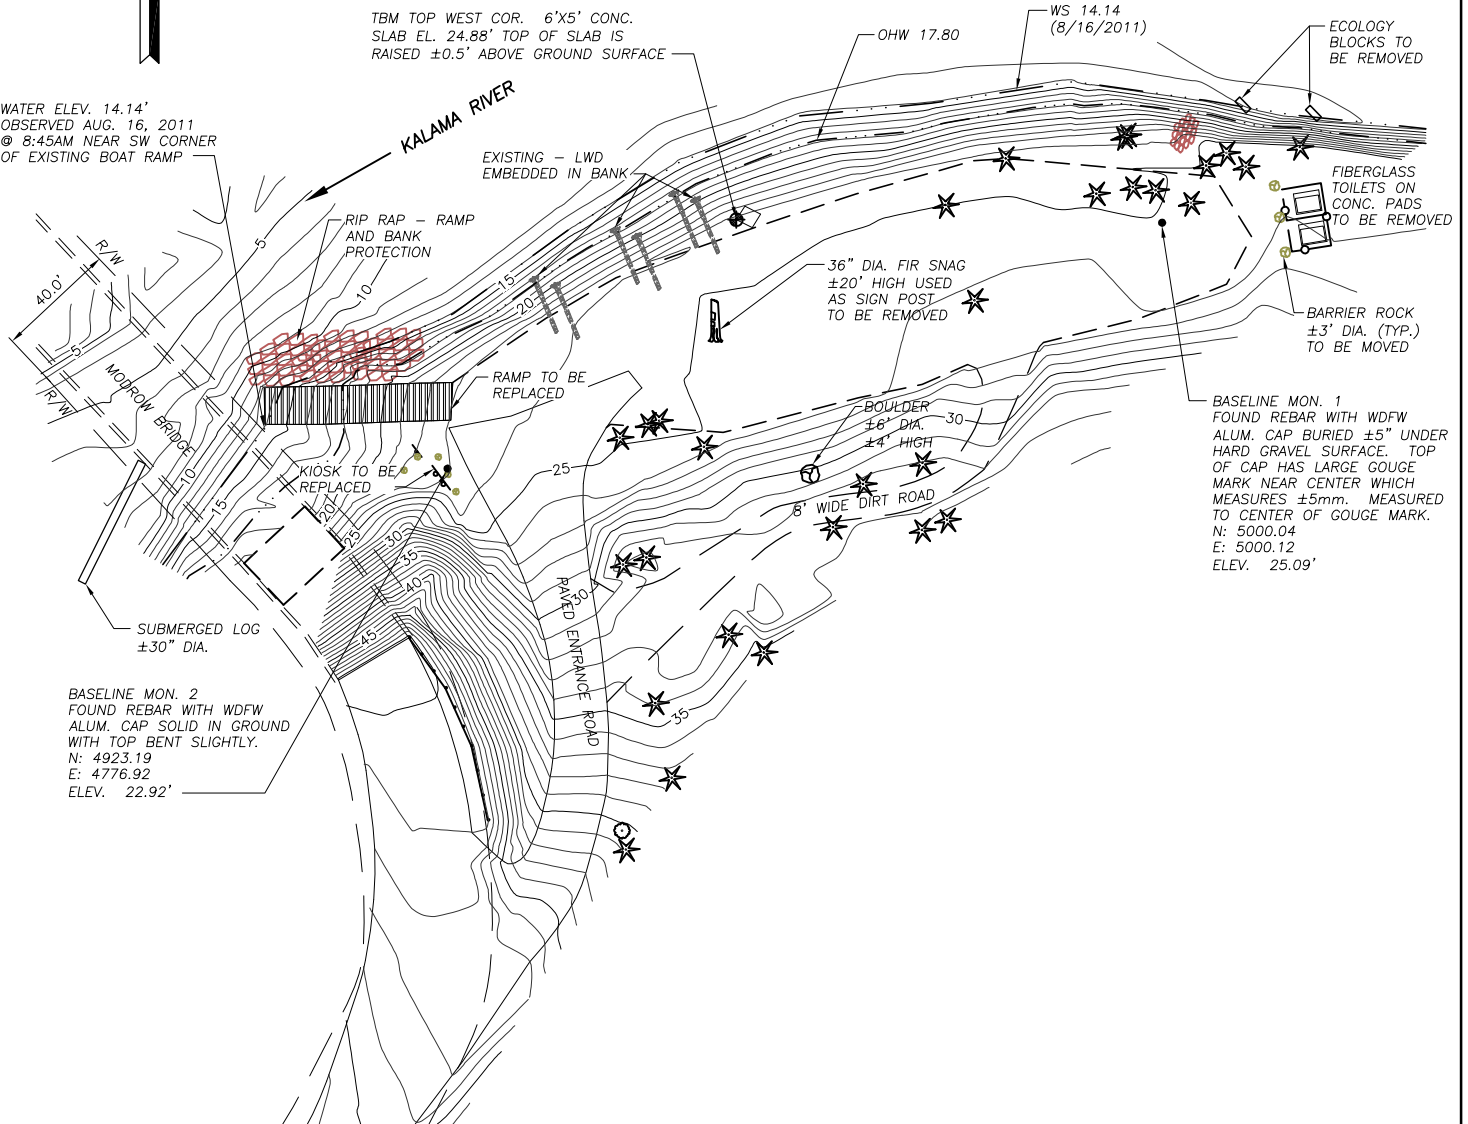 TBM TOP WEST COR. 6'X5' CONC.
SLAB EL. 24.88' TOP OF SLAB IS
RAISED ±0.5' ABOVE GROUND SURFACE
WS 14.14
(8/16/2011)
OHW 17.80
ECOLOGY
BLOCKS TO
BE REMOVED
WATER ELEV. 14.14'
OBSERVED AUG. 16, 2011
@ 8:45AM NEAR SW CORNER
OF EXISTING BOAT RAMP
KALAMA RIVER
EXISTING - LWD
EMBEDDED IN BANK
FIBERGLASS
TOILETS ON
CONC. PADS
TO BE REMOVED
RIP RAP - RAMP
AND BANK
PROTECTION
5
R/W
40.0'
10
15
20
36" DIA. FIR SNAG
±20' HIGH USED
AS SIGN POST
TO BE REMOVED
BARRIER ROCK
±3' DIA. (TYP.)
TO BE MOVED
5
MODROW BRIDGE
R/W
RAMP TO BE
REPLACED
BOULDER
±6' DIA.
±4' HIGH
30
BASELINE MON. 1
FOUND REBAR WITH WDFW
ALUM. CAP BURIED ±5" UNDER
HARD GRAVEL SURFACE. TOP
OF CAP HAS LARGE GOUGE
MARK NEAR CENTER WHICH
MEASURES ±5mm. MEASURED
TO CENTER OF GOUGE MARK.
N: 5000.04
E: 5000.12
ELEV. 25.09'
KIOSK TO BE
REPLACED
25
10
15
20
25
30
35
40
45
8' WIDE DIRT ROAD
30
PAVED ENTRANCE ROAD
35
SUBMERGED LOG
±30" DIA.
BASELINE MON. 2
FOUND REBAR WITH WDFW
ALUM. CAP SOLID IN GROUND
WITH TOP BENT SLIGHTLY.
N: 4923.19
E: 4776.92
ELEV. 22.92'